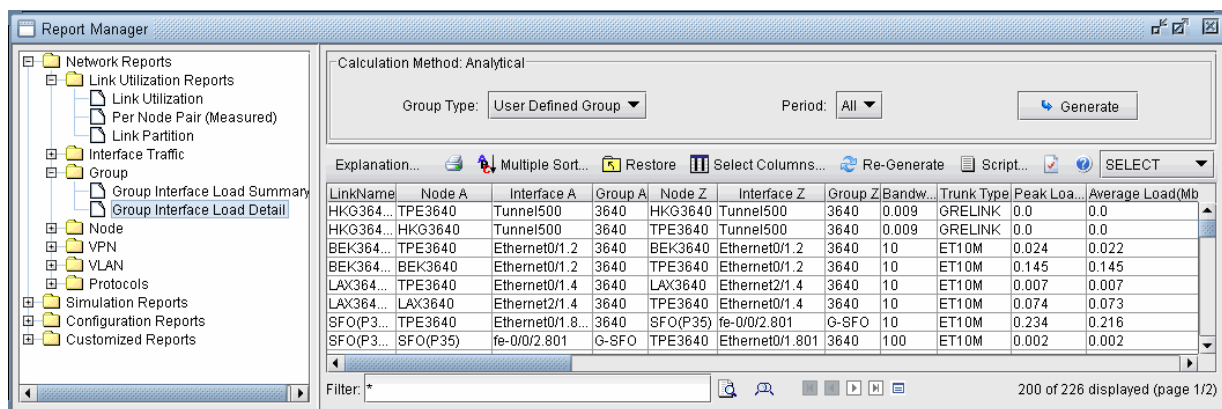 Report Manager
Network Reports
Link Utilization Reports
Link Utilization
Per Node Pair (Measured)
Link Partition
Interface Traffic
Group
Group Interface Load Summary
Group Interface Load Detail
Node
VPN
VLAN
Protocols
Simulation Reports
Configuration Reports
Customized Reports
Calculation Method: Analytical
Group Type: User Defined Group Period: All Generate
Explanation... Multiple Sort... Restore Select Columns... Re-Generate Script... SELECT
LinkName Node A Interface A Group A Node Z Interface Z Group Z Bandw... Trunk Type Peak Loa... Average Load(Mb
HKG364... TPE3640 Tunnel500 3640 HKG3640 Tunnel500 3640 0.009 GRELINK 0.0 0.0
HKG364... HKG3640 Tunnel500 3640 TPE3640 Tunnel500 3640 0.009 GRELINK 0.0 0.0
BEK364... TPE3640 Ethernet0/1.2 3640 BEK3640 Ethernet0/1.2 3640 10 ET10M 0.024 0.022
BEK364... BEK3640 Ethernet0/1.2 3640 TPE3640 Ethernet0/1.2 3640 10 ET10M 0.145 0.145
LAX364... TPE3640 Ethernet0/1.4 3640 LAX3640 Ethernet2/1.4 3640 10 ET10M 0.007 0.007
LAX364... LAX3640 Ethernet2/1.4 3640 TPE3640 Ethernet0/1.4 3640 10 ET10M 0.074 0.073
SFO(P3... TPE3640 Ethernet0/1.8... 3640 SFO(P35) fe-0/0/2.801 G-SFO 10 ET10M 0.234 0.216
SFO(P3... SFO(P35) fe-0/0/2.801 G-SFO TPE3640 Ethernet0/1.801 3640 100 ET10M 0.002 0.002
Filter: * 200 of 226 displayed (page 1/2)